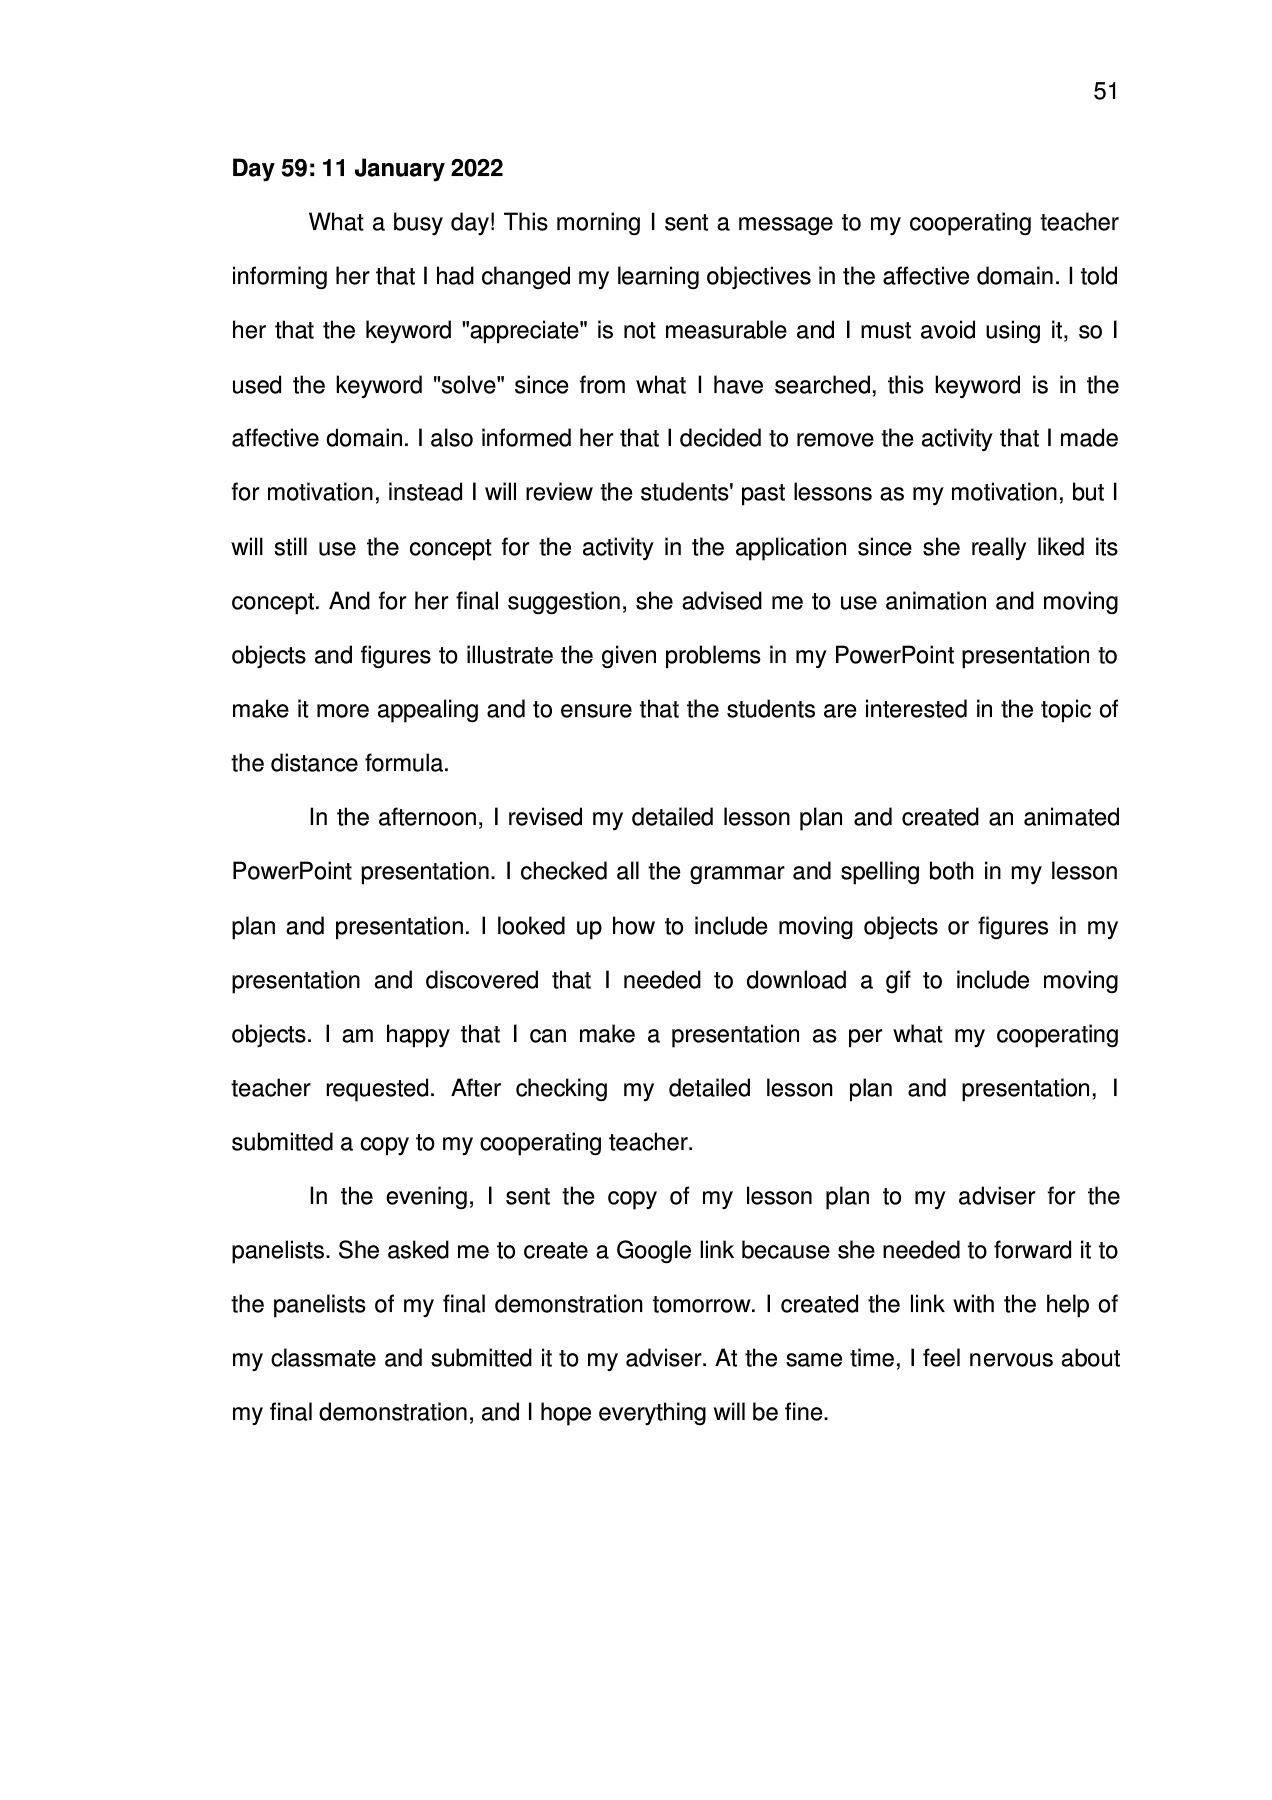 51
Day 59: 11 January 2022
What a busy day! This morning I sent a message to my cooperating teacher
informing her that I had changed my learning objectives in the affective domain. I told
her that the keyword "appreciate" is not measurable and I must avoid using it, so I
used the keyword "solve" since from what I have searched, this keyword is in the
affective domain. I also informed her that I decided to remove the activity that I made
for motivation, instead I will review the students' past lessons as my motivation, but I
will still use the concept for the activity in the application since she really liked its
concept. And for her final suggestion, she advised me to use animation and moving
objects and figures to illustrate the given problems in my PowerPoint presentation to
make it more appealing and to ensure that the students are interested in the topic of
the distance formula.
In the afternoon, I revised my detailed lesson plan and created an animated
PowerPoint presentation. I checked all the grammar and spelling both in my lesson
plan and presentation. I looked up how to include moving objects or figures in my
presentation and discovered that I needed to download a gif to include moving
objects. I am happy that I can make a presentation as per what my cooperating
teacher requested. After checking my detailed lesson plan and presentation, I
submitted a copy to my cooperating teacher.
In the evening, I sent the copy of my lesson plan to my adviser for the
panelists. She asked me to create a Google link because she needed to forward it to
the panelists of my final demonstration tomorrow. I created the link with the help of
my classmate and submitted it to my adviser. At the same time, I feel nervous about
my final demonstration, and I hope everything will be fine.